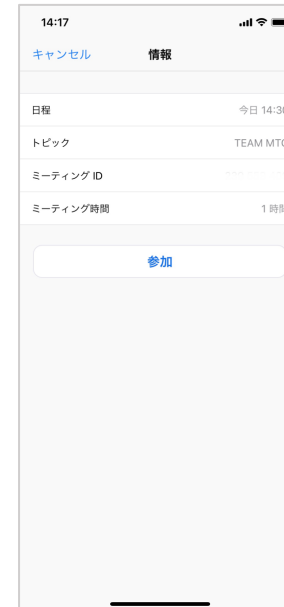 14:17
キャンセル 情報
日程 今日 14:30
トピック TEAM MTG
ミーティング ID
ミーティング時間 1 時間
参加